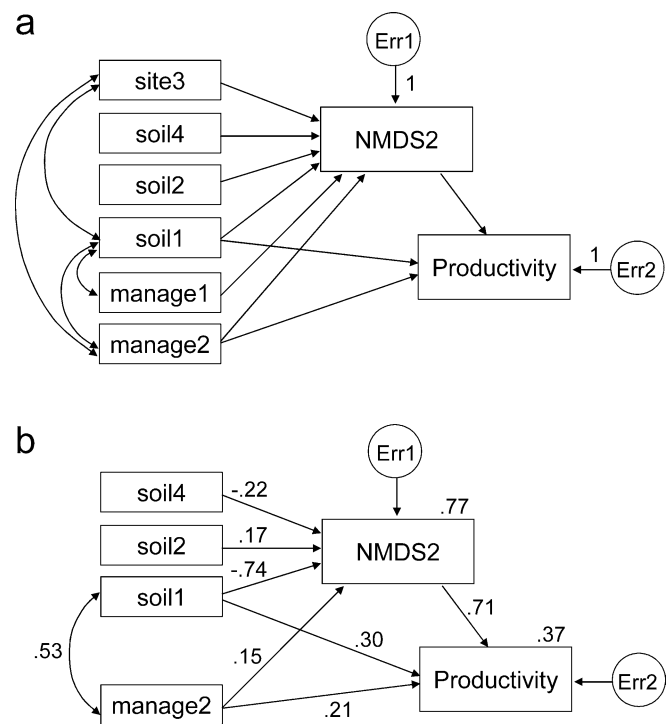 a
Err1
1
site3
NMDS2
soil4
soil2
soil1
1
Productivity
Err2
manage1
manage2
b
Err1
soil4
-.22
.77
soil2
.17
NMDS2
soil1
-.74
.71
.30
.37
.53
.15
Productivity
Err2
manage2
.21